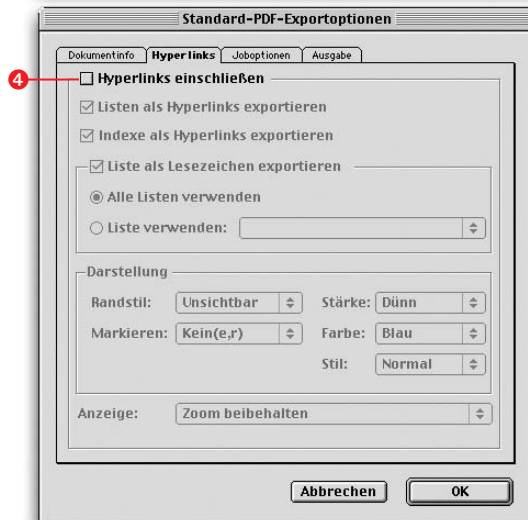 Standard-PDF-Exportoptionen
Dokumentinfo Hyperlinks Joboptionen Ausgabe
4 Hyperlinks einschließen
Listen als Hyperlinks exportieren
Indexe als Hyperlinks exportieren
Liste als Lesezeichen exportieren
Alle Listen verwenden
Liste verwenden:
Darstellung
Randstil: Unsichtbar Stärke: Dünn
Markieren: Kein(e,r) Farbe: Blau
Stil: Normal
Anzeige: Zoom beibehalten
Abbrechen OK